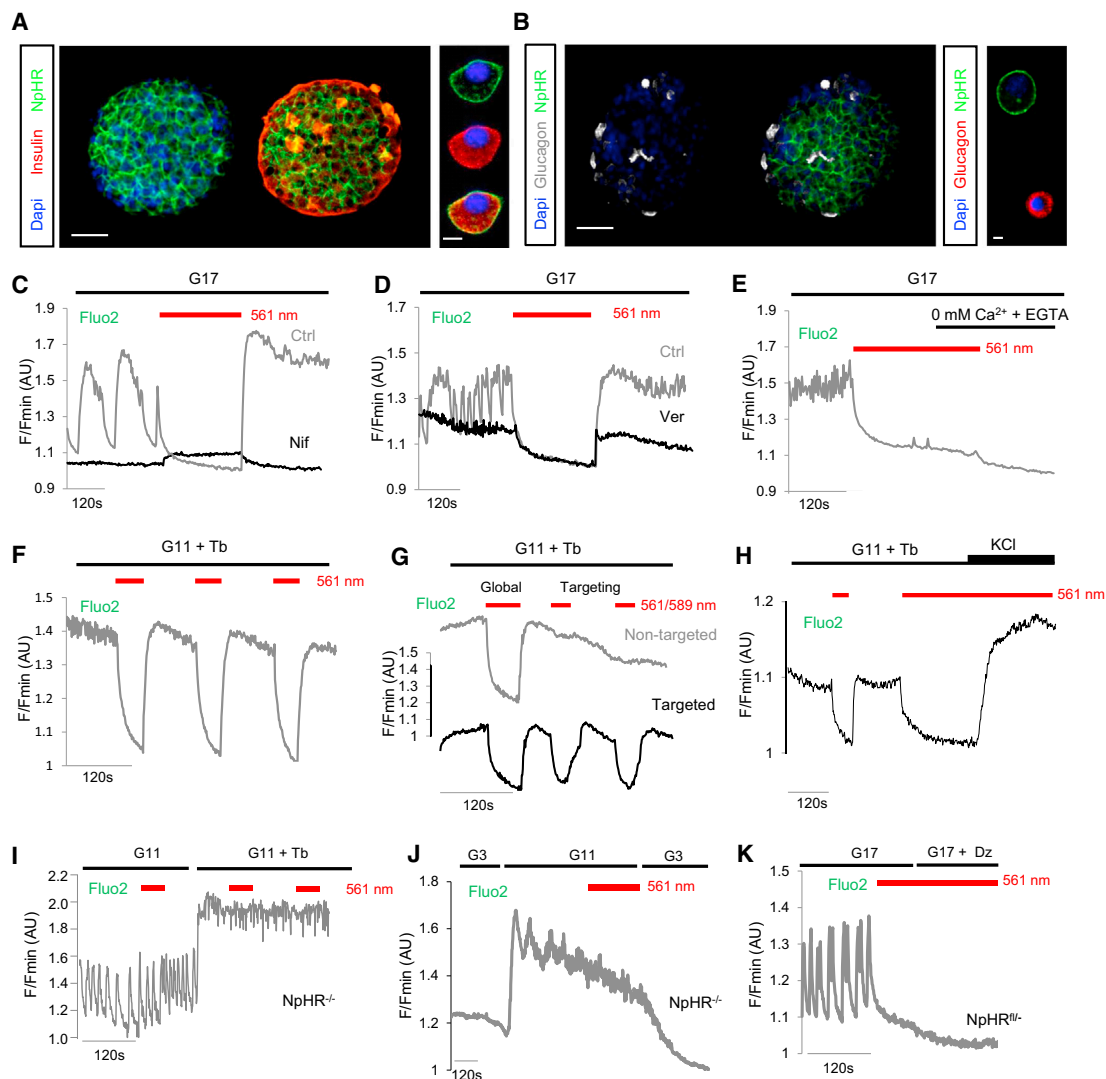 A
Dapi Insulin NpHR
B
Dapi Glucagon NpHR
Dapi Glucagon NpHR
C
G17
Fluo2
561 nm
Ctrl
Nif
F/Fmin (AU)
1.9
1.7
1.5
1.3
1.1
0.9
120s
D
G17
Fluo2
561 nm
Ctrl
Ver
F/Fmin (AU)
1.7
1.5
1.3
1.1
0.9
120s
E
G17
0 mM Ca²⁺ + EGTA
Fluo2
561 nm
F/Fmin (AU)
1.9
1.7
1.5
1.3
1.1
0.9
120s
F
G11 + Tb
561 nm
Fluo2
F/Fmin (AU)
1.5
1.4
1.3
1.2
1.1
1
120s
G
G11 + Tb
Global Targeting
Fluo2
561/589 nm
Non-targeted
Targeted
F/Fmin (AU)
1.5
1.4
1.3
1.2
1.1
1
120s
H
G11 + Tb
KCl
561 nm
Fluo2
F/Fmin (AU)
1.2
1.1
1
120s
I
G11
G11 + Tb
Fluo2
561 nm
F/Fmin (AU)
2.2
2.0
1.8
1.6
1.4
1.2
1.0
NpHR⁻/⁻
120s
J
G3
G11
G3
Fluo2
561 nm
F/Fmin (AU)
1.8
1.6
1.4
1.2
1
NpHR⁻/⁻
120s
K
G17
G17 + Dz
Fluo2
561 nm
F/Fmin (AU)
1.5
1.4
1.3
1.2
1.1
1
NpHRfl/-
120s